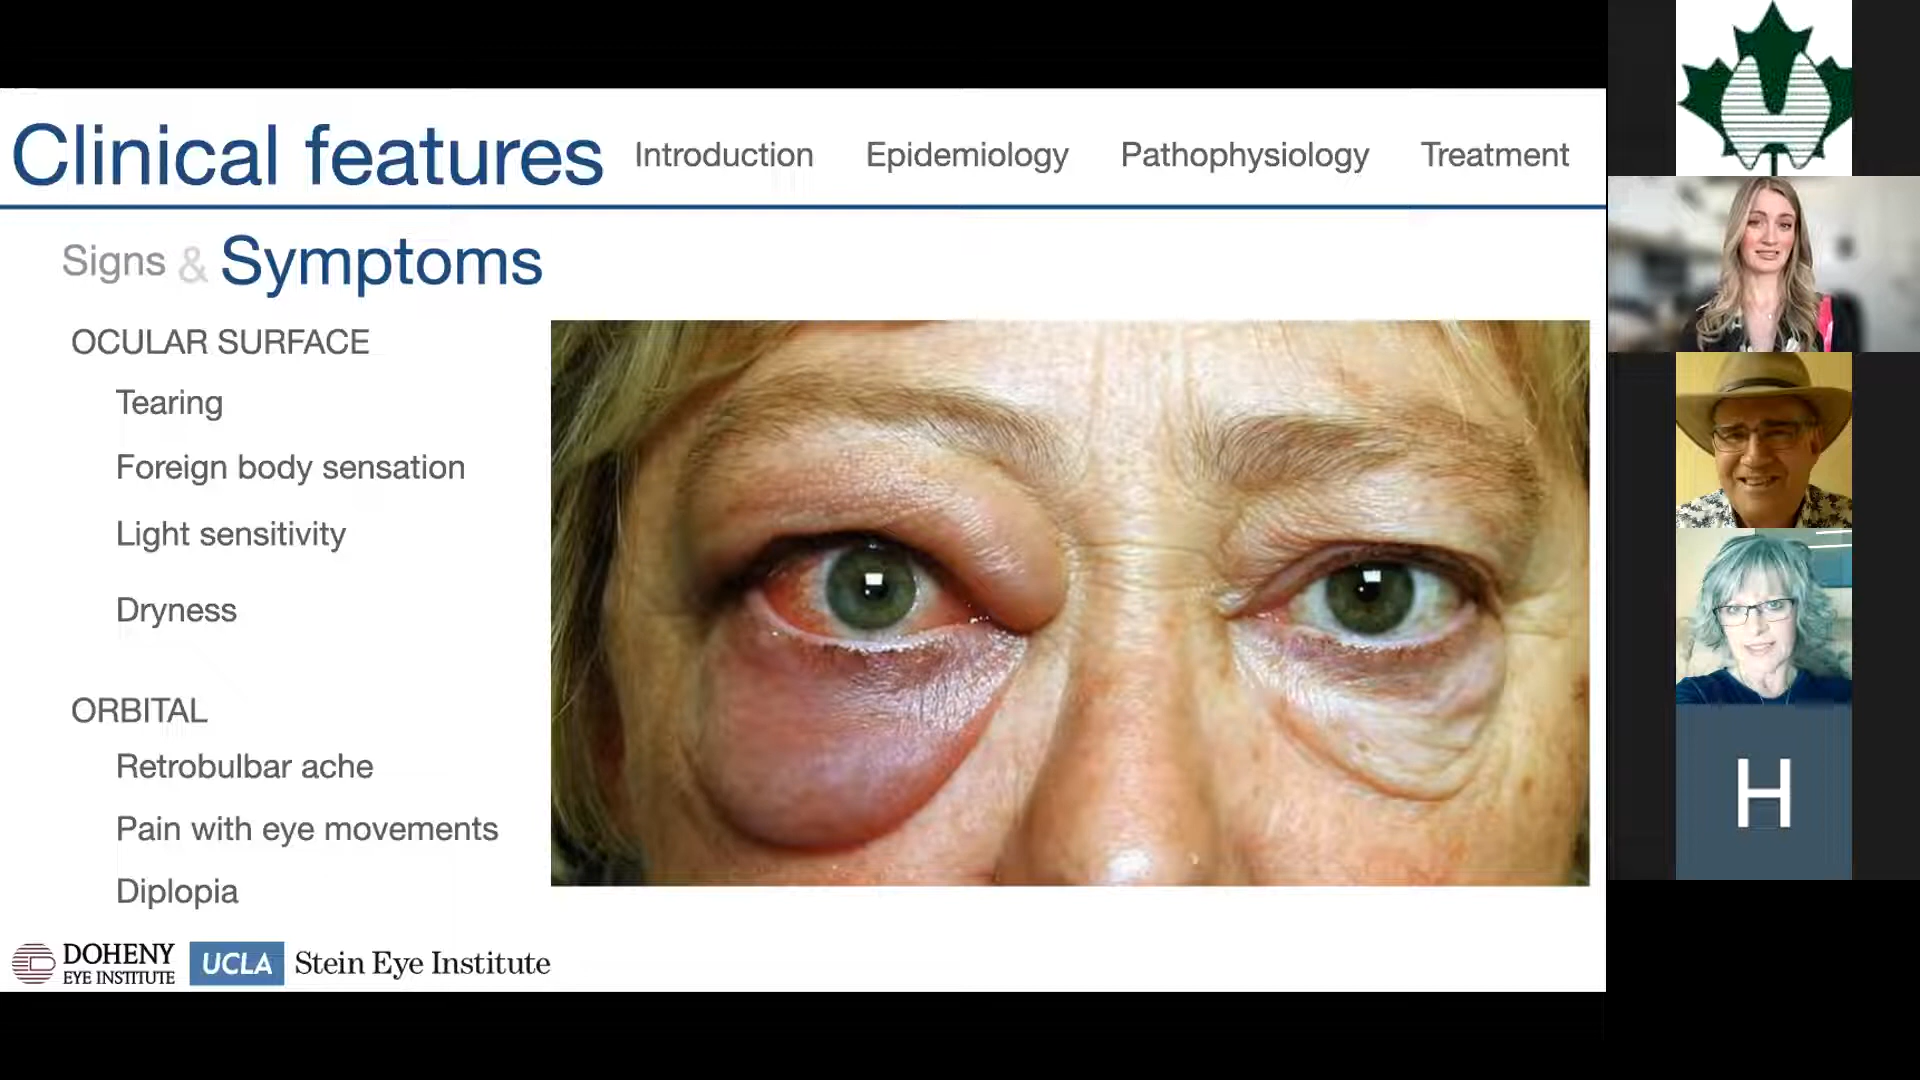 Clinical features
Introduction
Epidemiology
Pathophysiology
Treatment
Signs & Symptoms
OCULAR SURFACE
Tearing
Foreign body sensation
Light sensitivity
Dryness
ORBITAL
Retrobulbar ache
Pain with eye movements
Diplopia
DOHENY
EYE INSTITUTE
UCLA
Stein Eye Institute
H